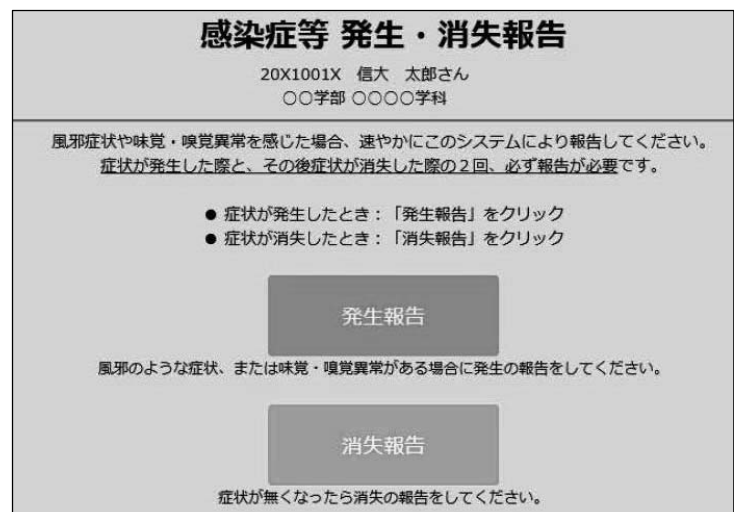 感染症等 発生・消失報告
20X1001X　信大　太郎さん
○○学部 ○○○○学科
風邪症状や味覚・嗅覚異常を感じた場合、速やかにこのシステムにより報告してください。
症状が発生した際と、その後症状が消失した際の２回、必ず報告が必要です。
● 症状が発生したとき：「発生報告」をクリック
● 症状が消失したとき：「消失報告」をクリック
発生報告
風邪のような症状、または味覚・嗅覚異常がある場合に発生の報告をしてください。
消失報告
症状が無くなったら消失の報告をしてください。